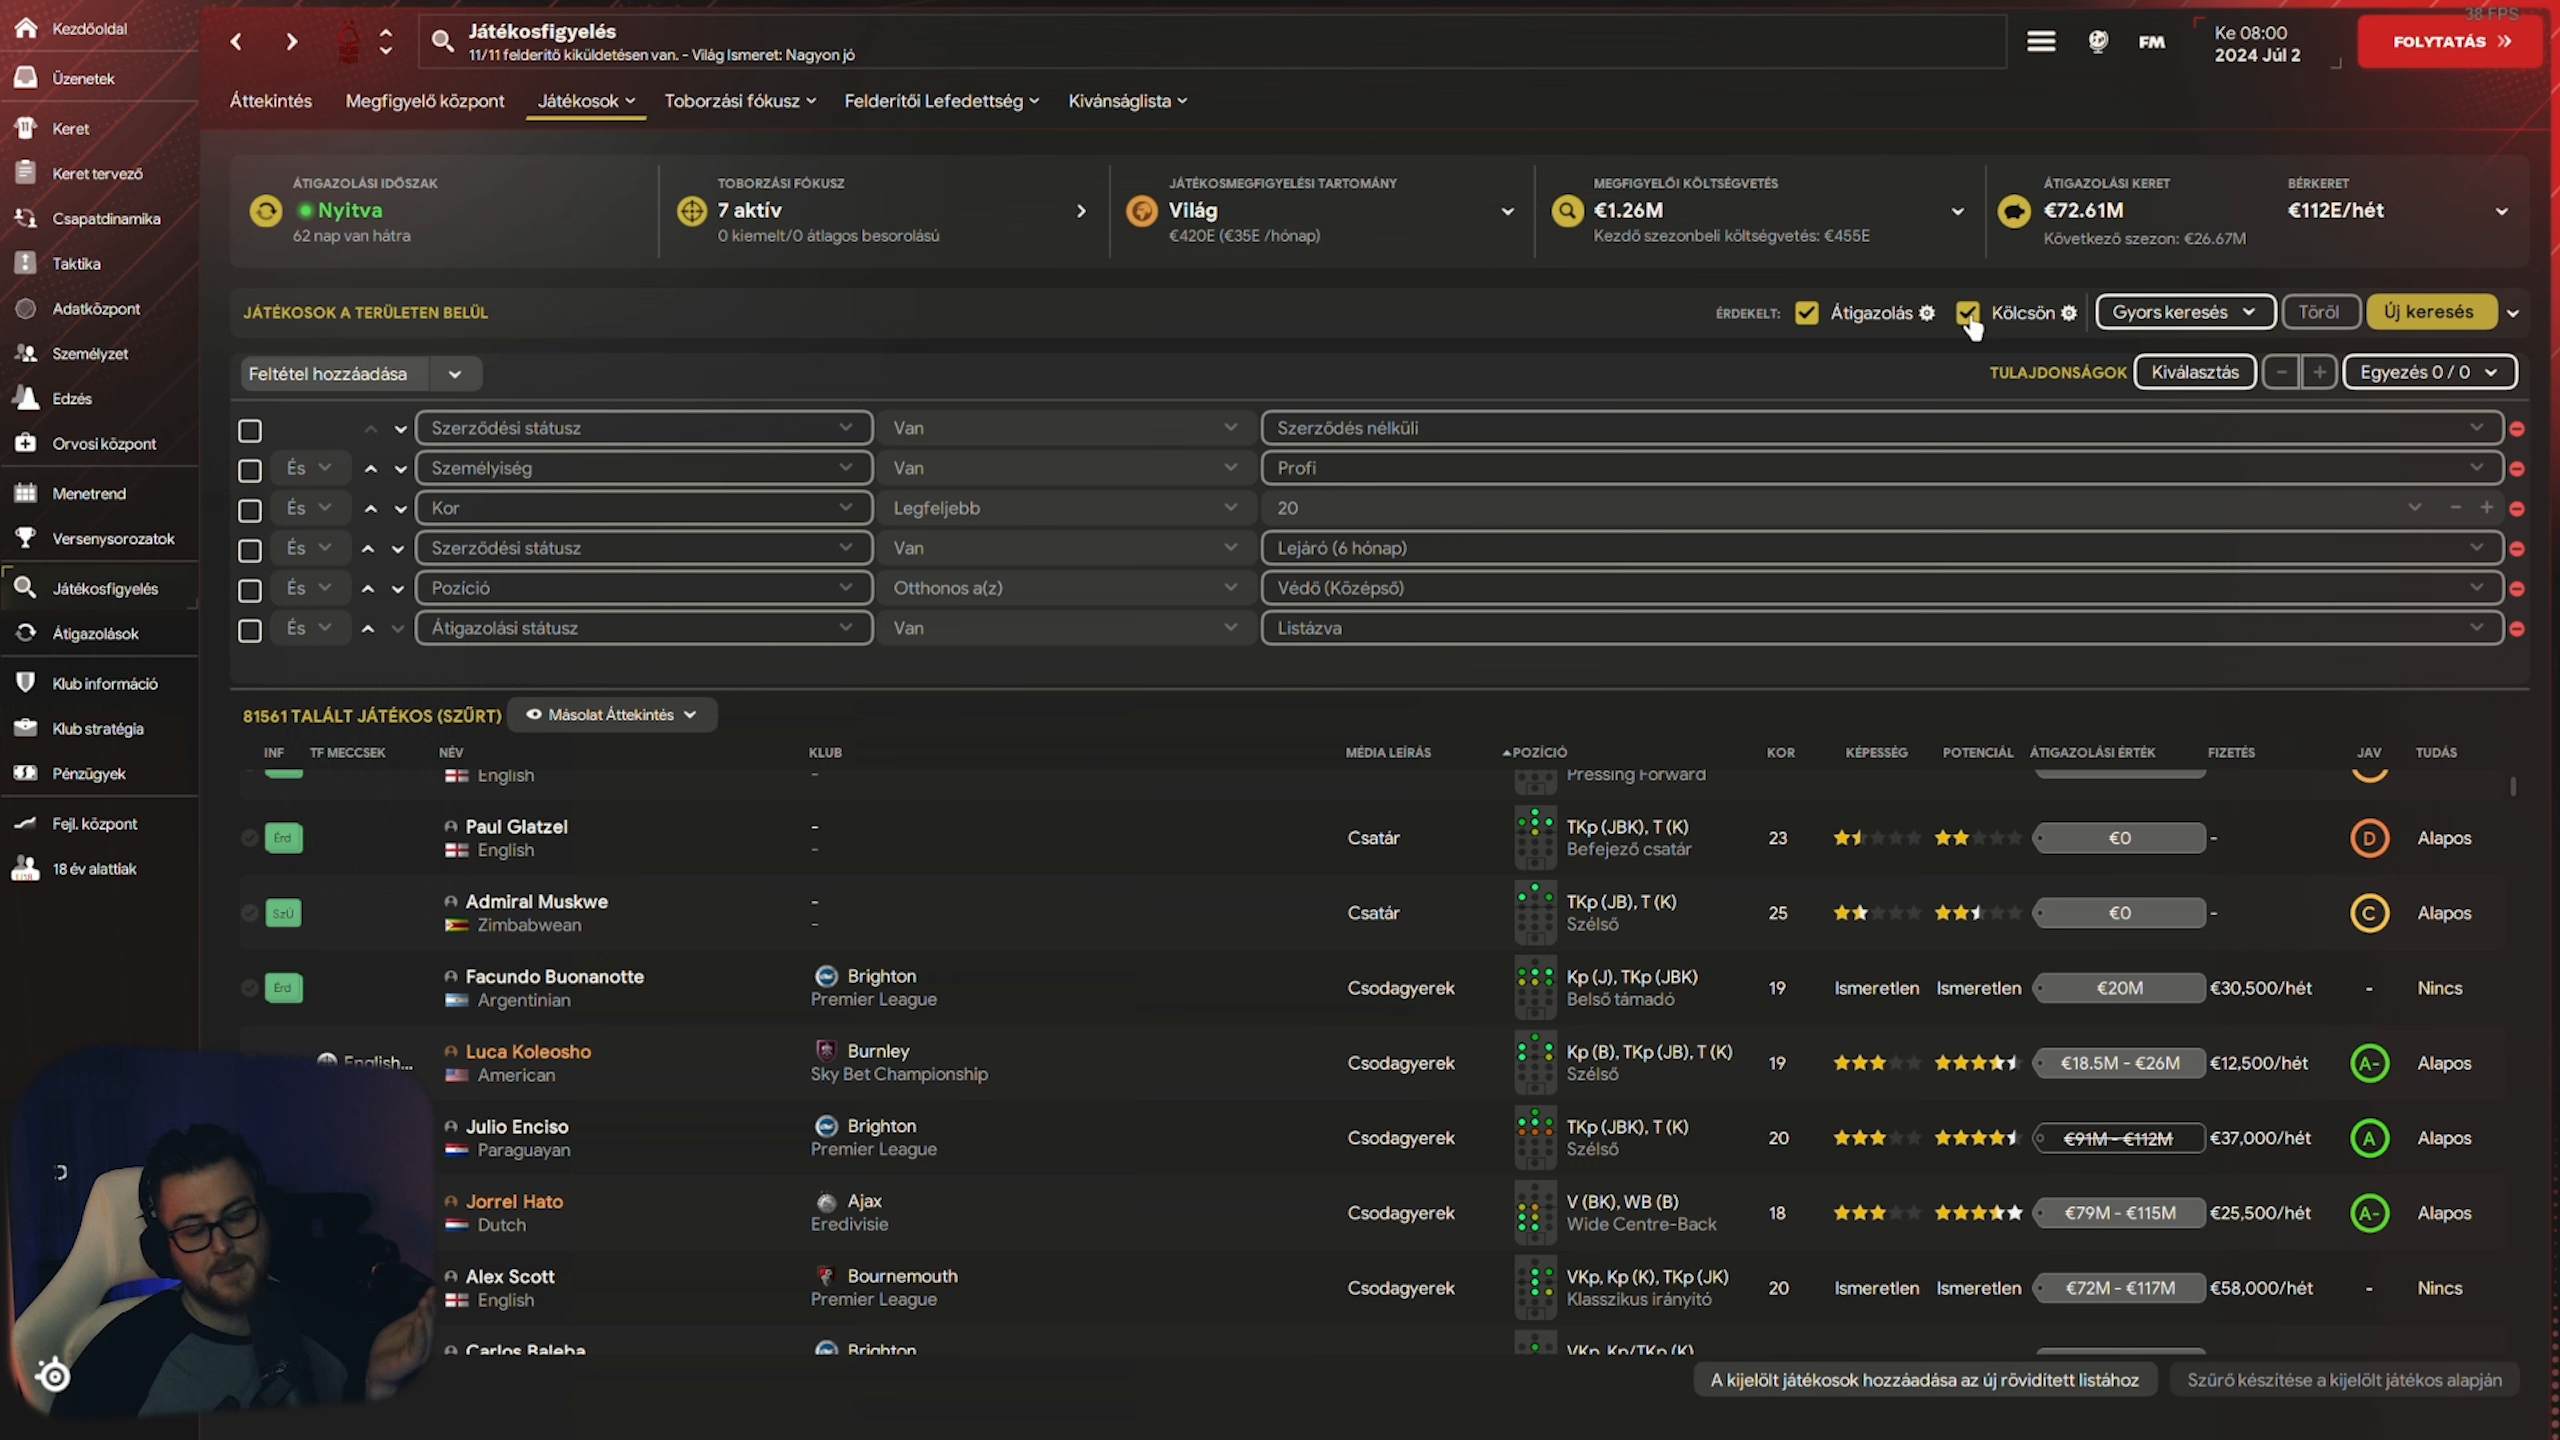 38 FPS
Kezdőoldal
Üzenetek
Keret
Keret tervező
Csapatdinamika
Taktika
Adatközpont
Személyzet
Edzés
Orvosi központ
Menetrend
Versenysorozatok
Játékosfigyelés
Átigazolások
Klub információ
Klub stratégia
Pénzügyek
Fejl. központ
18 év alattiak
Játékosfigyelés
11/11 felderítő kiküldetésen van. - Világ Ismeret: Nagyon jó
FM
Ke 08:00
2024 Júl 2
FOLYTATÁS
Áttekintés Megfigyelő központ Játékosok Toborzási fókusz Felderítői Lefedettség Kivánságlista
ÁTIGAZOLÁSI IDŐSZAK
Nyitva
62 nap van hátra
TOBORZÁSI FÓKUSZ
7 aktív
0 kiemelt/0 átlagos besorolású
JÁTÉKOSMEGFIGYELÉSI TARTOMÁNY
Világ
€420E (€35E /hónap)
MEGFIGYELŐI KÖLTSÉGVETÉS
€1.26M
Kezdő szezonbeli költségvetés: €455E
ÁTIGAZOLÁSI KERET
€72.61M
Következő szezon: €26.67M
BÉRKERET
€112E/hét
JÁTÉKOSOK A TERÜLETEN BELÜL
ÉRDEKELT: Átigazolás Kölcsön Gyors keresés Töröl Új keresés
Feltétel hozzáadása
TULAJDONSÁGOK Kiválasztás - + Egyezés 0 / 0
Szerződési státusz Van Szerződés nélküli
És Személyiség Van Profi
És Kor Legfeljebb 20 - +
És Szerződési státusz Van Lejáró (6 hónap)
És Pozíció Otthonos a(z) Védő (Középső)
És Átigazolási státusz Van Listázva
81561 TALÁLT JÁTÉKOS (SZŰRT) Másolat Áttekintés
INF TF MECCSEK NÉV KLUB MÉDIA LEÍRÁS POZÍCIÓ KOR KÉPESSÉG POTENCIÁL ÁTIGAZOLÁSI ÉRTÉK FIZETÉS JAV TUDÁS
English - Pressing Forward
Érd Paul Glatzel - Csatár TKp (JBK), T (K) 23 €0 - D Alapos
English - Befejező csatár
SzÜ Admiral Muskwe - Csatár TKp (JB), T (K) 25 €0 - C Alapos
Zimbabwean - Szélső
Érd Facundo Buonanotte Brighton Csodagyerek Kp (J), TKp (JBK) 19 Ismeretlen Ismeretlen €20M €30,500/hét - Nincs
Argentinian Premier League Belső támadó
English... Luca Koleosho Burnley Csodagyerek Kp (B), TKp (JB), T (K) 19 €18.5M - €26M €12,500/hét A- Alapos
American Sky Bet Championship Szélső
Julio Enciso Brighton Csodagyerek TKp (JBK), T (K) 20 €91M - €112M €37,000/hét A Alapos
Paraguayan Premier League Szélső
Jorrel Hato Ajax Csodagyerek V (BK), WB (B) 18 €79M - €115M €25,500/hét A- Alapos
Dutch Eredivisie Wide Centre-Back
Alex Scott Bournemouth Csodagyerek VKp, Kp (K), TKp (JK) 20 Ismeretlen Ismeretlen €72M - €117M €58,000/hét - Nincs
English Premier League Klasszikus irányító
Carlos Baleba Brighton VKp, Kp/TKp (K)
A kijelölt játékosok hozzáadása az új rövidített listához
Szűrő készítése a kijelölt játékos alapján